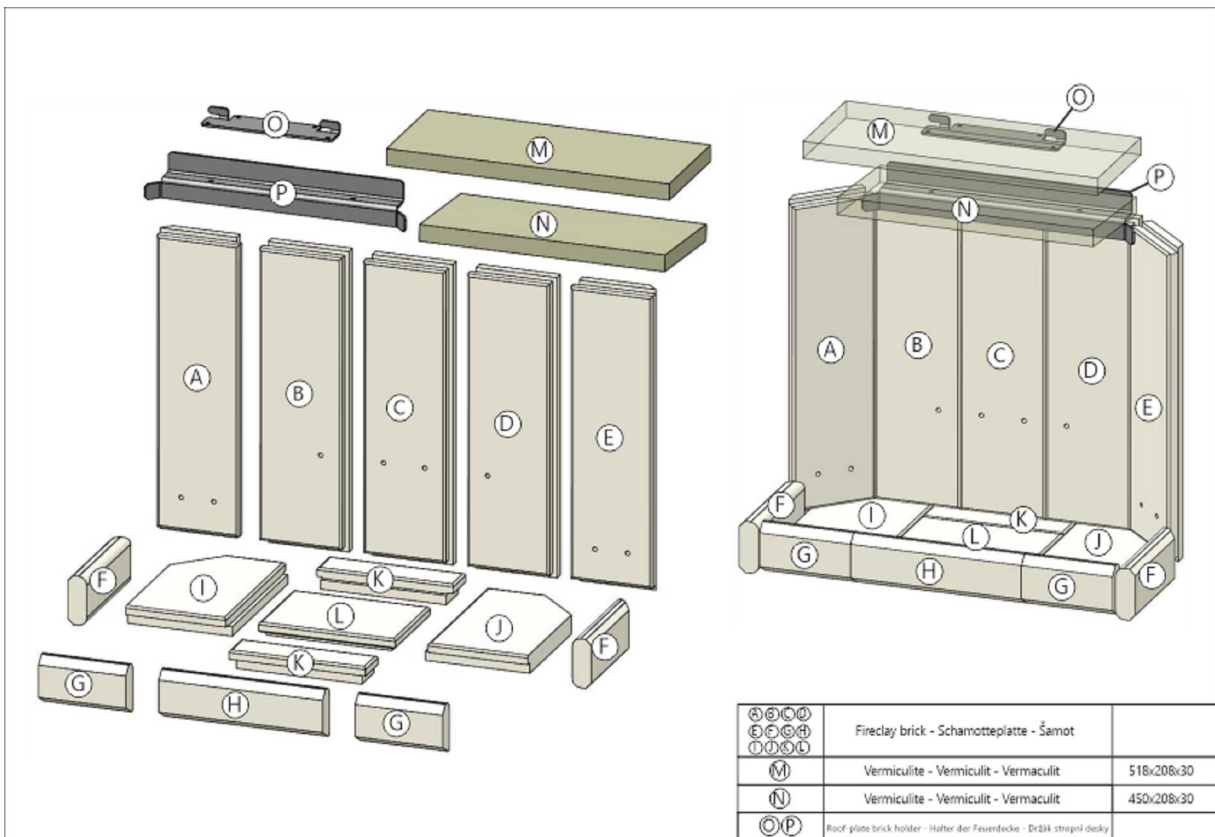 O
M
P
N
A
B
C
D
E
F
I
K
L
J
F
K
G
H
G
O
M
P
N
A
B
C
D
E
F
I
K
L
J
G
H
G
F
A B C D
E F G H
I J K L
Fireclay brick - Schamotteplatte - Šamot
M Vermiculite - Vermiculit - Vermaculit 518x208x30
N Vermiculite - Vermiculit - Vermaculit 450x208x30
O P Roof-plate brick holder - Halter der Feuerdecke - Držák stropní desky